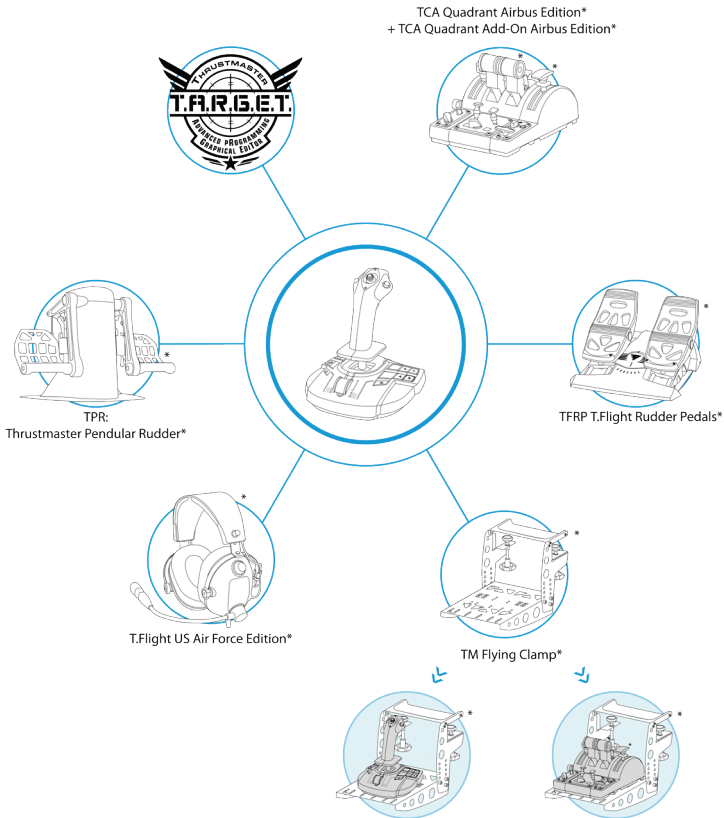 TCA Quadrant Airbus Edition*
+ TCA Quadrant Add-On Airbus Edition*
* *
THRUSTMASTER
T.A.R.G.E.T.
ADVANCED PROGRAMMING
GRAPHICAL EDITOR
*
*
TPR:
Thrustmaster Pendular Rudder*
TFRP T.Flight Rudder Pedals*
*
*
T.Flight US Air Force Edition*
TM Flying Clamp*
* *